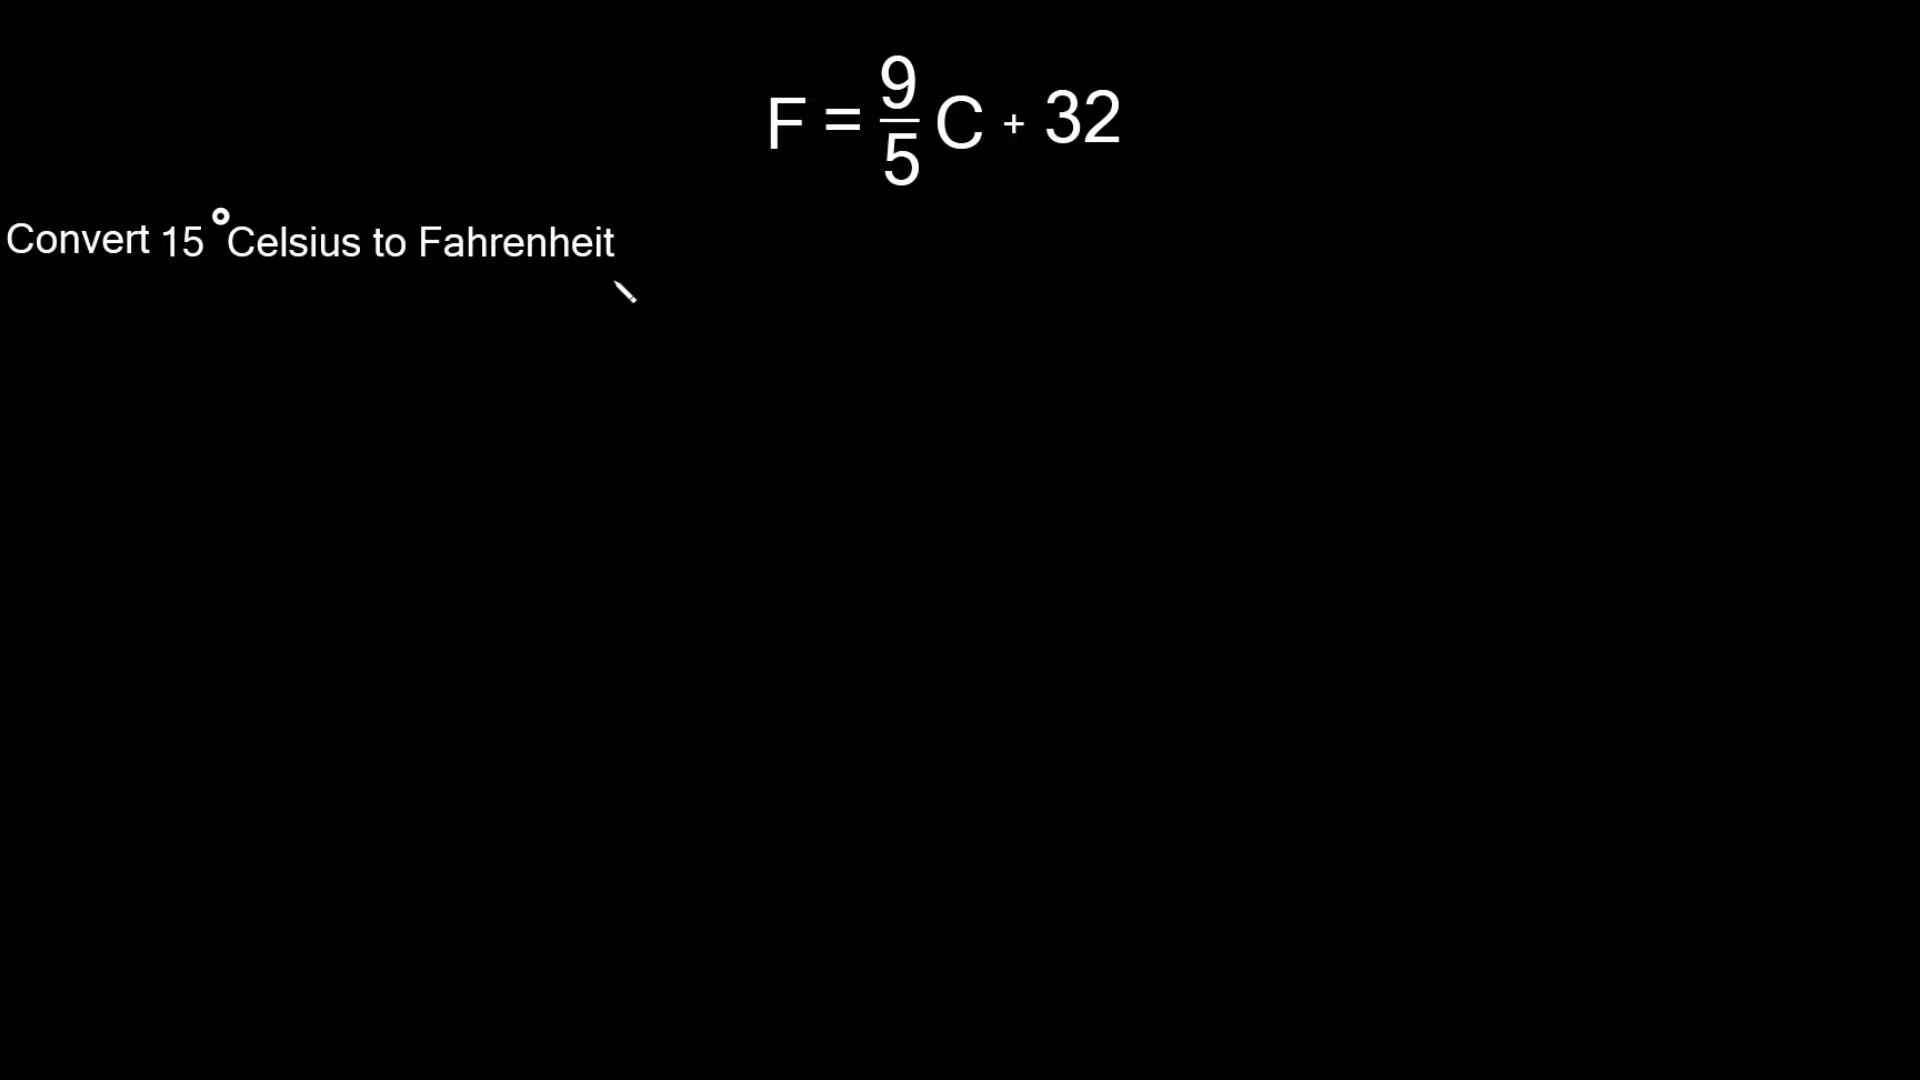 F = 9/5 C + 32
Convert 15 °Celsius to Fahrenheit